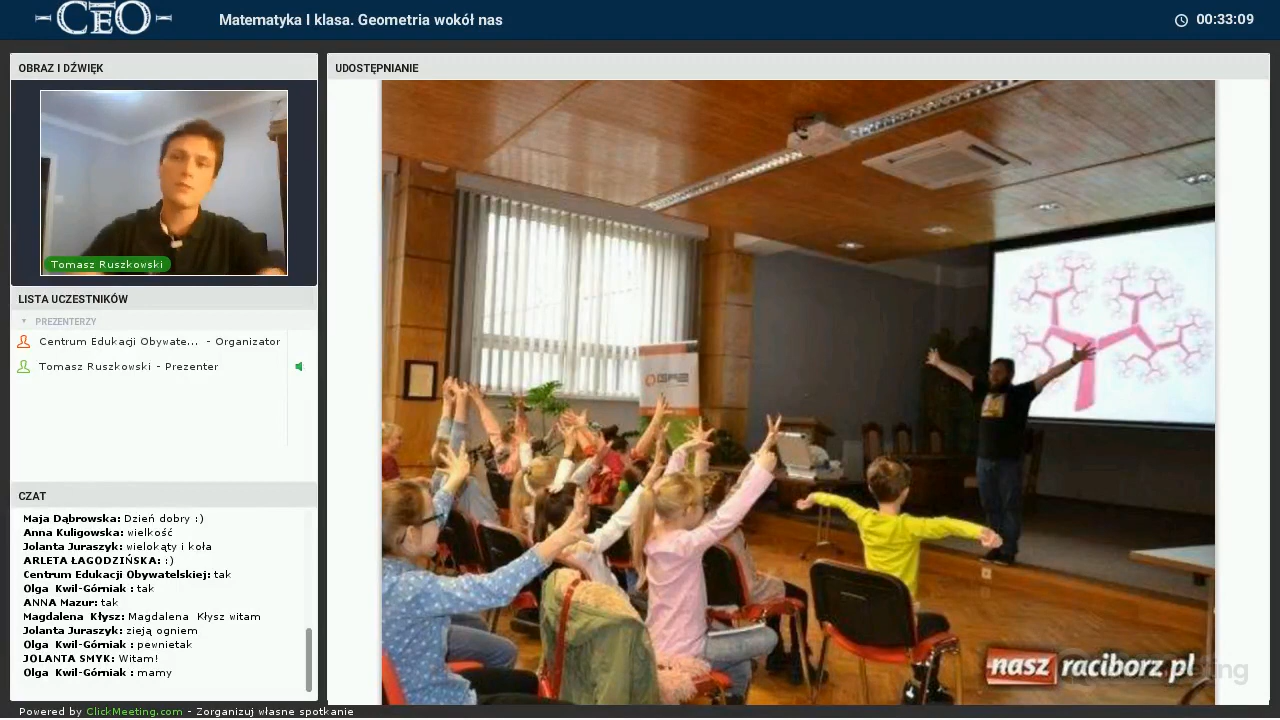 CEO
Matematyka I klasa. Geometria wokół nas
00:33:09
OBRAZ I DŹWIĘK
Tomasz Ruszkowski
LISTA UCZESTNIKÓW
PREZENTERZY
Centrum Edukacji Obywate... - Organizator
Tomasz Ruszkowski - Prezenter
CZAT
Maja Dąbrowska: Dzień dobry :)
Anna Kuligowska: wielkość
Jolanta Juraszyk: wielokąty i koła
ARLETA ŁAGODZIŃSKA: :)
Centrum Edukacji Obywatelskiej: tak
Olga Kwil-Górniak : tak
ANNA Mazur: tak
Magdalena Kłysz: Magdalena Kłysz witam
Jolanta Juraszyk: zieją ogniem
Olga Kwil-Górniak : pewnietak
JOLANTA SMYK: Witam!
Olga Kwil-Górniak : mamy
Powered by ClickMeeting.com - Zorganizuj własne spotkanie
UDOSTĘPNIANIE
nasz raciborz.pl